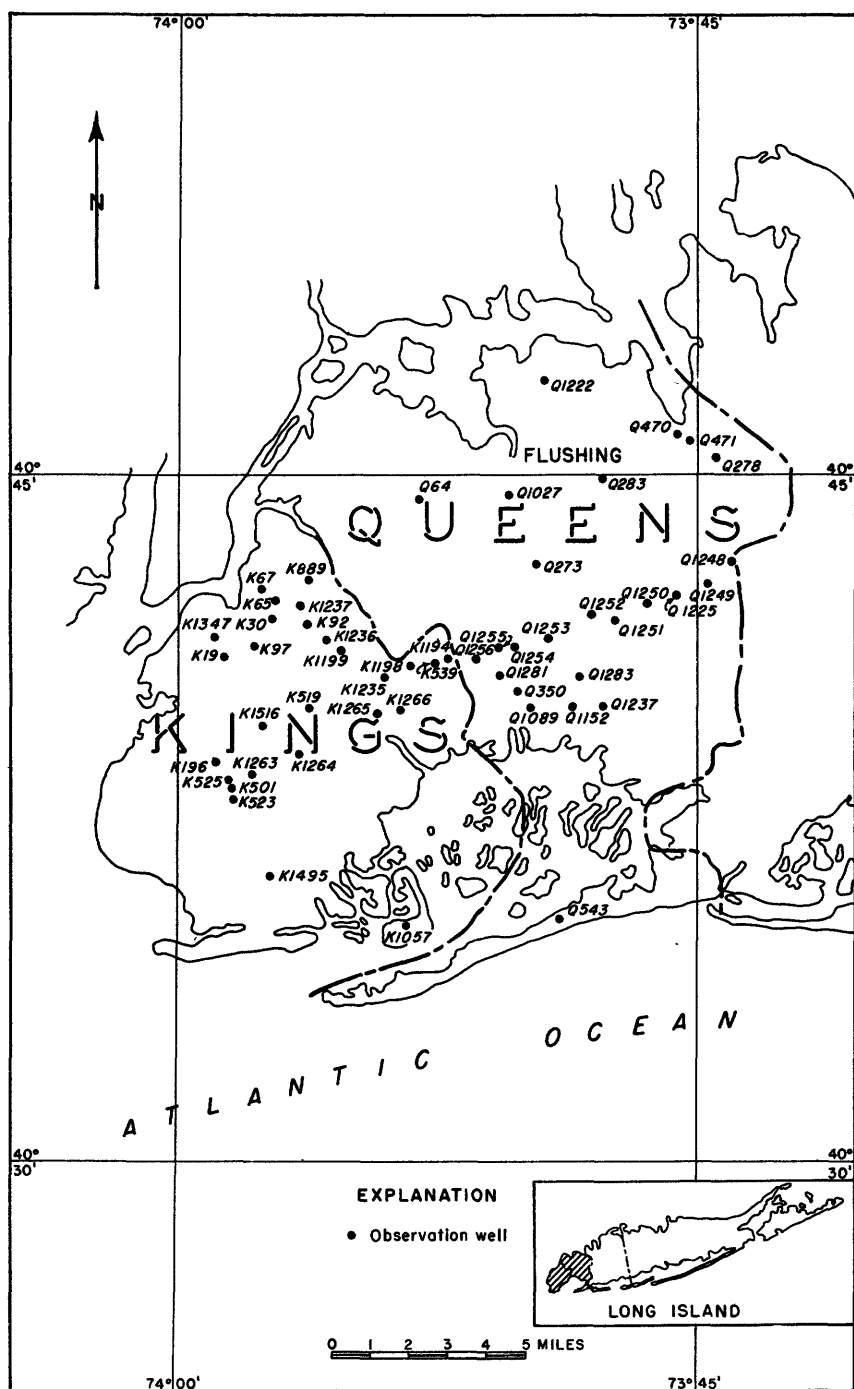 74°00' 73°45'
N
Q1222
Q470 Q471
Q278
FLUSHING
40° 45' 40° 45'
Q283
Q64 Q1027
QUEENS
Q273 Q1248
K67 K889
K65 K1237 Q1250 Q1249
Q1225
K30 K92 Q1252
K1347 K1236 Q1251
K19 K97 K1199 K1194 Q1255 Q1253
Q1256 Q1254
K1198 K539
K1235 Q1281 Q1283
Q350
K519 K1265 K1266 Q1089 Q1152 Q1237
K1516
KINGS
K196 K1263 K1264
K525
K501
K523
K1495
K1057 Q543
ATLANTIC OCEAN
40° 30' 40° 30'
EXPLANATION
● Observation well
LONG ISLAND
0 1 2 3 4 5 MILES
74°00' 73°45'